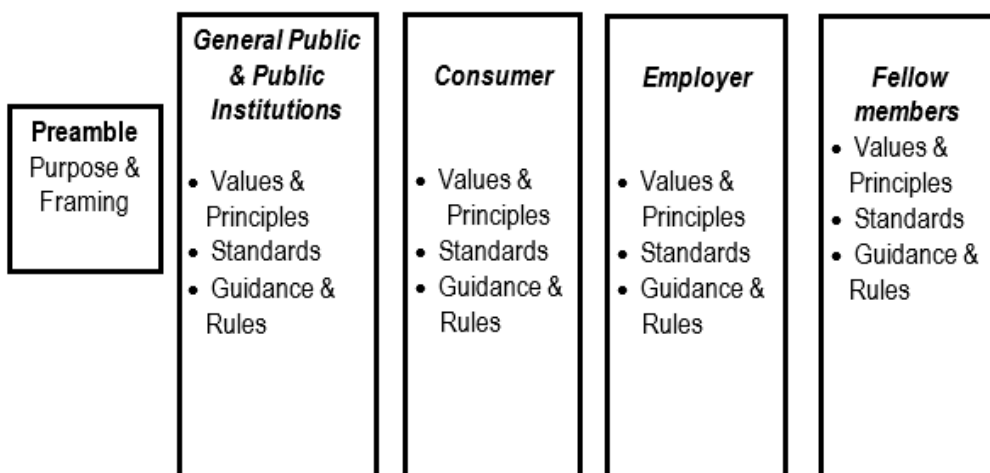 Preamble
Purpose &
Framing
General Public
& Public
Institutions
• Values &
Principles
• Standards
• Guidance &
Rules
Consumer
• Values &
Principles
• Standards
• Guidance &
Rules
Employer
• Values &
Principles
• Standards
• Guidance &
Rules
Fellow
members
• Values &
Principles
• Standards
• Guidance &
Rules